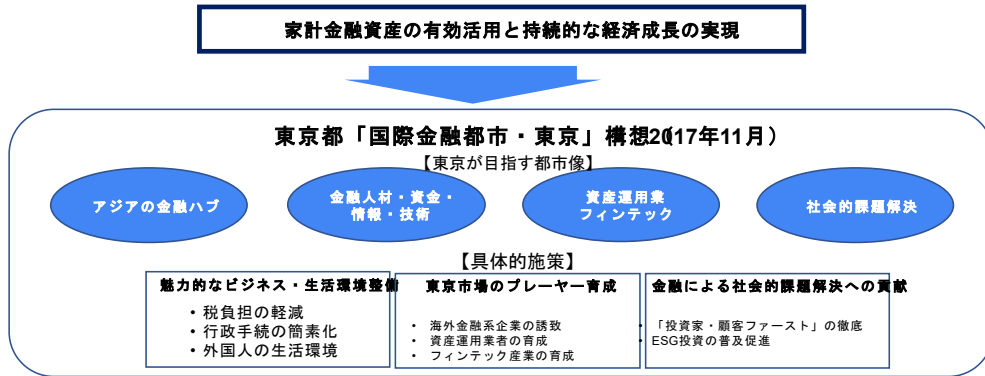 家計金融資産の有効活用と持続的な経済成長の実現
東京都「国際金融都市・東京」構想(2017年11月)
【東京が目指す都市像】
アジアの金融ハブ
金融人材・資金・
情報・技術
資産運用業
フィンテック
社会的課題解決
【具体的施策】
魅力的なビジネス・生活環境整備
• 税負担の軽減
• 行政手続の簡素化
• 外国人の生活環境
東京市場のプレーヤー育成
• 海外金融系企業の誘致
• 資産運用業者の育成
• フィンテック産業の育成
金融による社会的課題解決への貢献
• 「投資家・顧客ファースト」の徹底
• ESG投資の普及促進